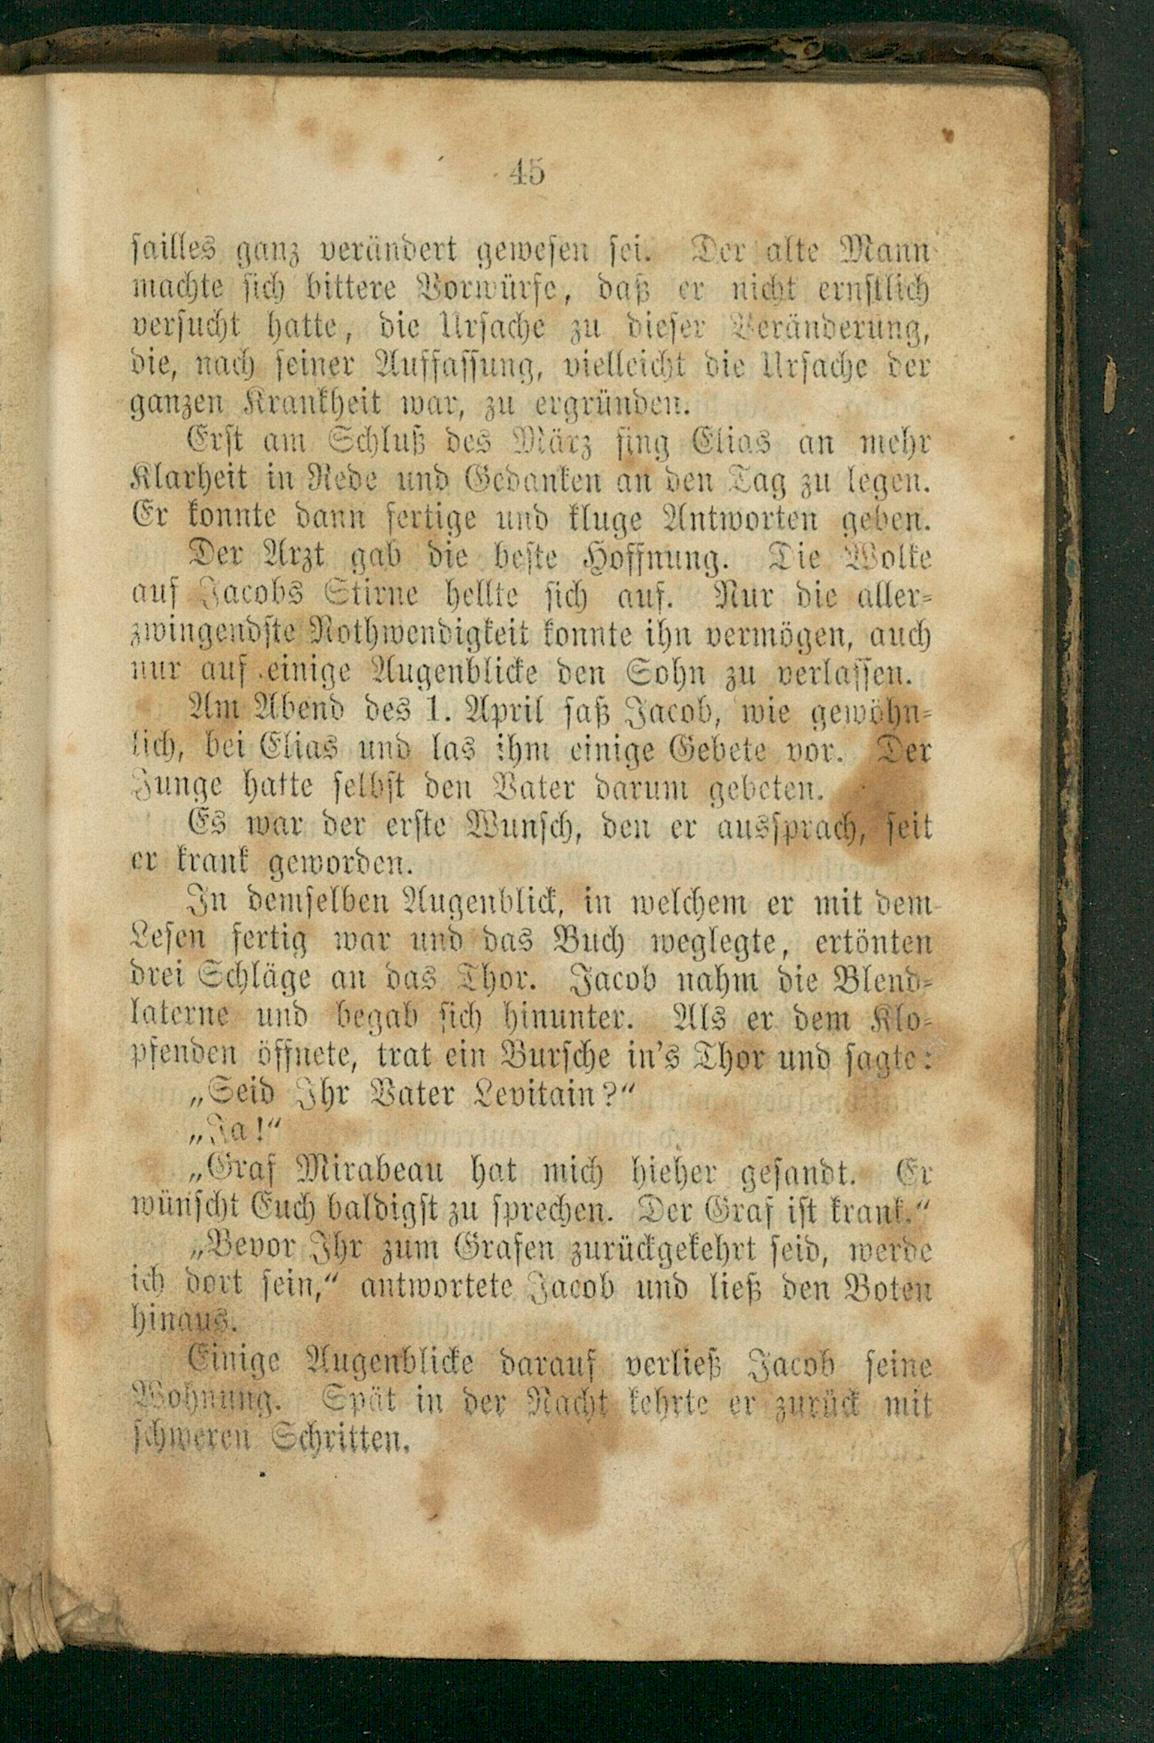 45
sailles ganz verändert gewesen sei. Der alte Mann
machte sich bittere Vorwürfe, daß er nicht ernstlich
versucht hatte, die Ursache zu dieser Veränderung,
die, nach seiner Auffassung, vielleicht die Ursache der
ganzen Krankheit war, zu ergründen.
Erst am Schluß des März fing Elias an mehr
Klarheit in Rede und Gedanken an den Tag zu legen.
Er konnte dann fertige und kluge Antworten geben.
Der Arzt gab die beste Hoffnung. Die Wolke
auf Jacobs Stirne hellte sich auf. Nur die aller-
zwingendste Nothwendigkeit konnte ihn vermögen, auch
nur auf einige Augenblicke den Sohn zu verlassen.
Am Abend des 1. April saß Jacob, wie gewöhn-
lich, bei Elias und las ihm einige Gebete vor. Der
Junge hatte selbst den Vater darum gebeten.
Es war der erste Wunsch, den er aussprach, seit
er krank geworden.
In demselben Augenblick, in welchem er mit dem
Lesen fertig war und das Buch weglegte, ertönten
drei Schläge an das Thor. Jacob nahm die Blend-
laterne und begab sich hinunter. Als er dem Klo-
pfenden öffnete, trat ein Bursche in's Thor und sagte:
„Seid Ihr Vater Levitain?“
„Ja!“
„Graf Mirabeau hat mich hieher gesandt. Er
wünscht Euch baldigst zu sprechen. Der Graf ist krank.“
„Bevor Ihr zum Grafen zurückgekehrt seid, werde
ich dort sein,“ antwortete Jacob und ließ den Boten
hinaus.
Einige Augenblicke darauf verließ Jacob seine
Wohnung. Spät in der Nacht kehrte er zurück mit
schweren Schritten.